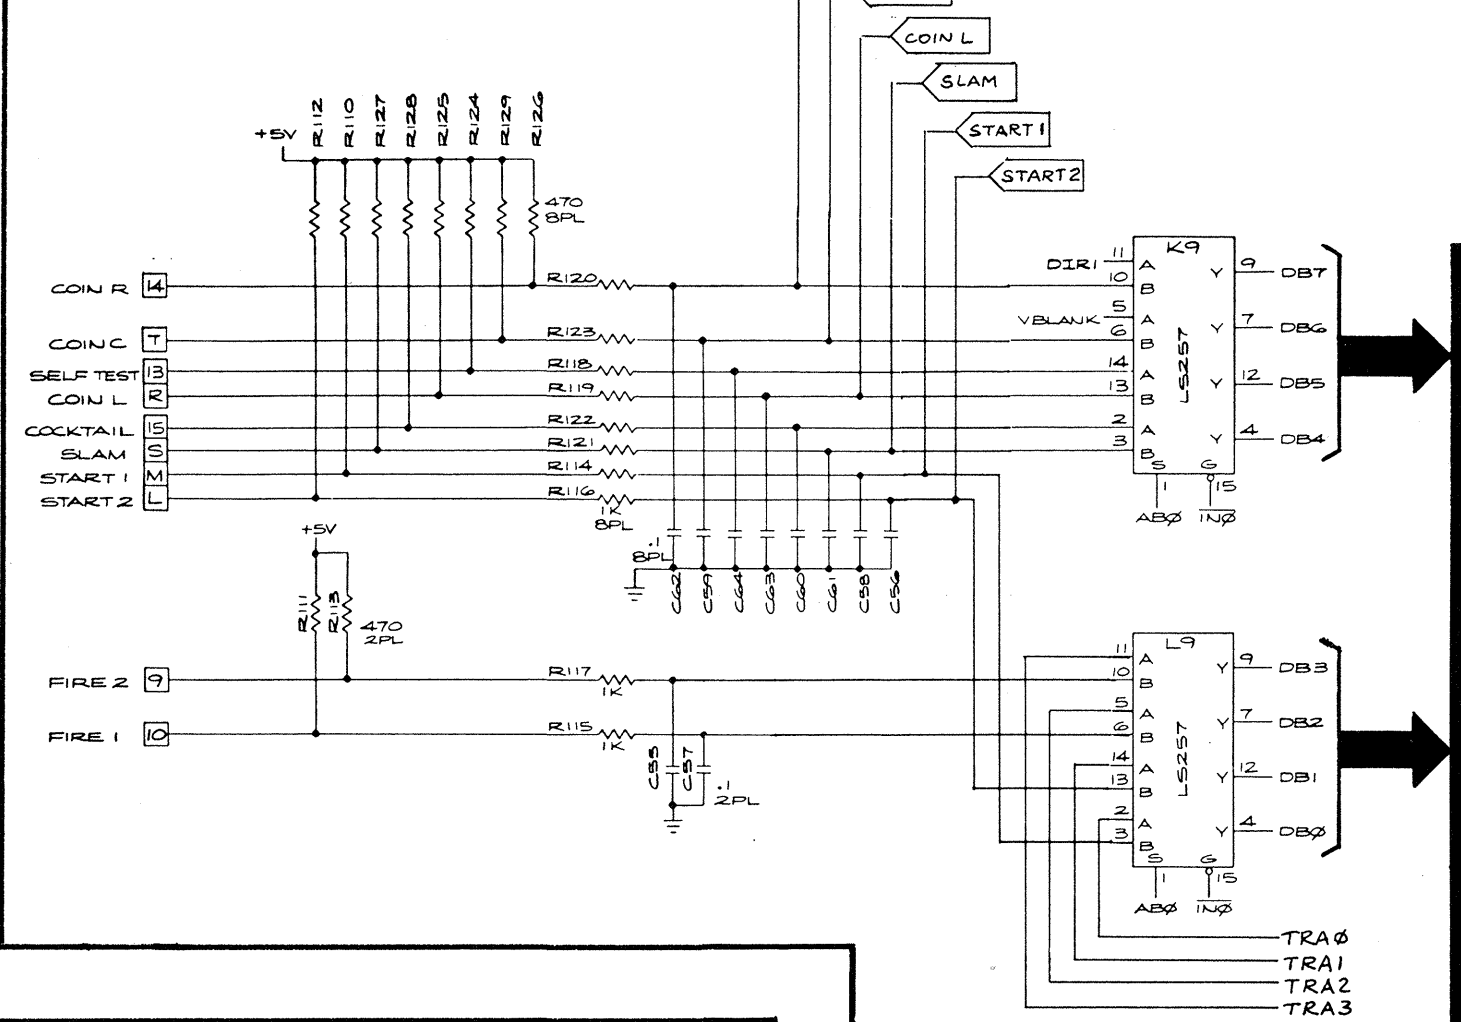 COIN L
SLAM
START 1
START 2
+5V
R112
R110
R127
R128
R125
R124
R129
R126
470
8PL
COIN R
14
R120
COIN C
T
R123
SELF TEST
13
R118
COIN L
R
R119
COCKTAIL
15
R122
SLAM
S
R121
START 1
M
R114
START 2
L
R116
1K
8PL
.1
8PL
C62
C59
C64
C63
C60
C61
C58
C56
K9
LS257
DIR1
11
A
10
B
VBLANK
5
A
6
B
14
A
13
B
2
A
3
B
Y
9
DB7
Y
7
DB6
Y
12
DB5
Y
4
DB4
S
G
1
15
ABØ
INØ
+5V
R111
R113
470
2PL
FIRE 2
9
R117
1K
FIRE 1
10
R115
1K
C55
C57
.1
2PL
L9
LS257
11
A
10
B
5
A
6
B
14
A
13
B
2
A
3
B
Y
9
DB3
Y
7
DB2
Y
12
DB1
Y
4
DBØ
S
G
1
15
ABØ
INØ
TRAØ
TRA1
TRA2
TRA3